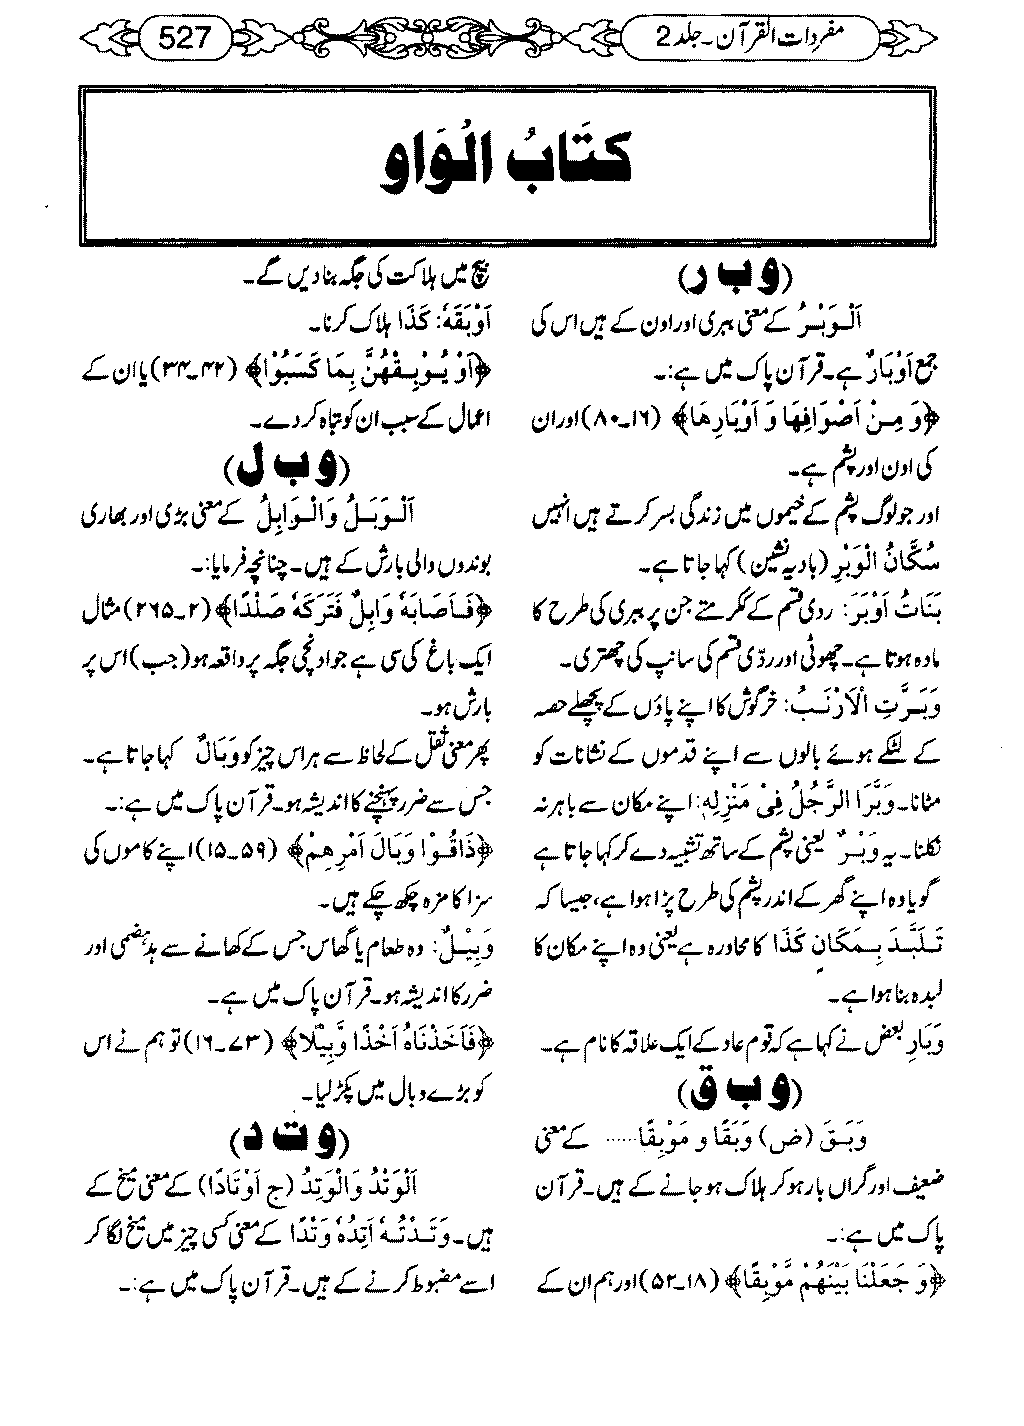 مفردات القرآن۔جلد 2
527
کتَابُ الْوَاو
(و ب ر)
اَلْوَبَرُ کے معنی ببری اور اون کے ہیں اس کی
جمع اَوْبَارٌ ہے۔قرآن پاک میں ہے:۔
﴿وَ مِنْ اَصْوَافِهَا وَ اَوْبَارِهَا﴾ (۱۶۔۸۰) اور ان
کی اون اور پشم ہے۔
اور جو لوگ پشم کے خیموں میں زندگی بسر کرتے ہیں انہیں
سُکَّانُ الْوَبْرِ (بادیہ نشین) کہا جاتا ہے۔
بَنَاتُ اَوْبَرَ: ردی قسم کے ککرمتے جن پر ببری کی طرح کا
مادہ ہوتا ہے۔چھوٹی اور ردّی قسم کی سانپ کی چھتری۔
وَبَّرَتِ الْاَرْنَبُ: خرگوش کا اپنے پاؤں کے پچھلے حصہ
کے لٹکے ہوئے بالوں سے اپنے قدموں کے نشانات کو
مٹانا۔وَبَّرَا الرَّجُلُ فِیْ مَنْزِلِهٖ: اپنے مکان سے باہر نہ
نکلنا۔یہ وَبَرٌ یعنی پشم کے ساتھ تشبیہ دے کر کہا جاتا ہے
گویا وہ اپنے گھر کے اندر پشم کی طرح پڑا ہوا ہے، جیسا کہ
تَلَبَّدَ بِمَکَانِ کَذَا کا محاورہ ہے یعنی وہ اپنے مکان کا
لبدہ بنا ہوا ہے۔
وَبَارِ بعض نے کہا ہے کہ قوم عاد کے ایک علاقہ کا نام ہے۔
(و ب ق)
وَبَقَ (ض) وَبَقًا و مَوْبِقًا...... کے معنی
ضعیف اور گراں بار ہو کر ہلاک ہو جانے کے ہیں۔قرآن
پاک میں ہے:۔
﴿وَ جَعَلْنَا بَیْنَهُمْ مَّوْبِقًا﴾ (۱۸۔۵۲) اور ہم ان کے
بیچ میں ہلاکت کی جگہ بنا دیں گے۔
اَوْبَقَهٗ: کَذَا ہلاک کرنا۔
﴿اَوْ یُوْبِقْهُنَّ بِمَا کَسَبُوْا﴾ (۴۲۔۳۴) یا ان کے
اعمال کے سبب ان کو تباہ کر دے۔
(و ب ل)
اَلْوَبَلُ وَالْوَابِلُ کے معنی بڑی اور بھاری
بوندوں والی بارش کے ہیں۔چنانچہ فرمایا:۔
﴿فَاَصَابَهٗ وَابِلٌ فَتَرَکَهٗ صَلْدًا﴾ (۲۔۲۶۵) مثال
ایک باغ کی سی ہے جو اونچی جگہ پر واقعہ ہو (جب) اس پر
بارش ہو۔
پھر معنی ثقل کے لحاظ سے ہر اس چیز کو وَبَالٌ کہا جاتا ہے۔
جس سے ضرر پہنچنے کا اندیشہ ہو۔قرآن پاک میں ہے:۔
﴿ذَاقُوْا وَبَالَ اَمْرِهِمْ﴾ (۵۹۔۱۵) اپنے کاموں کی
سزا کا مزہ چکھ چکے ہیں۔
وَبِیْلٌ: وہ طعام یا گھاس جس کے کھانے سے بدہضمی اور
ضرر کا اندیشہ ہو۔قرآن پاک میں ہے۔
﴿فَاَخَذْنَاهُ اَخْذًا وَّبِیْلًا﴾ (۷۳۔۱۶) تو ہم نے اس
کو بڑے وبال میں پکڑ لیا۔
(و ت د)
اَلْوَتَدُ وَالْوَتِدُ (ج اَوْتَادًا) کے معنی میخ کے
ہیں۔وَتَدْتُهٗ اَتِدُهٗ وَتْدًا کے معنی کسی چیز میں میخ لگا کر
اسے مضبوط کرنے کے ہیں۔قرآن پاک میں ہے:۔